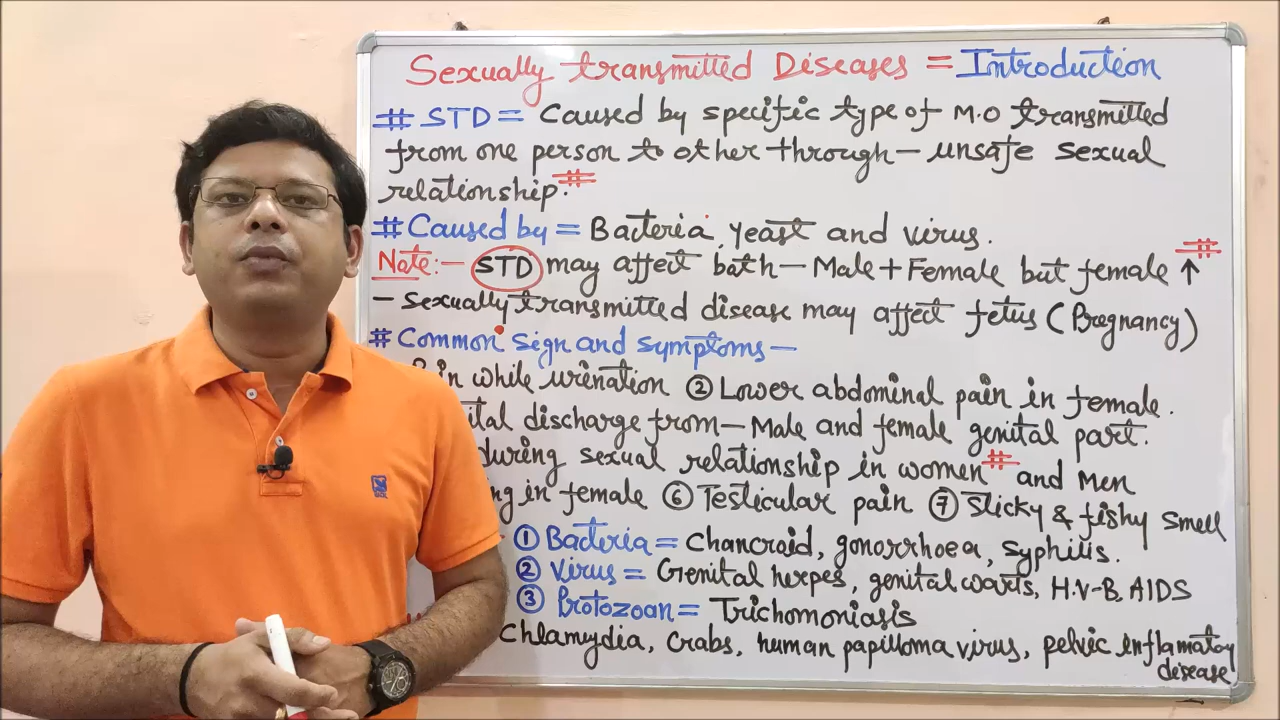 Sexually transmitted Diseases = Introduction
# STD = Caused by specific type of M.O transmitted
from one person to other through - unsafe sexual
relationship. #
# Caused by = Bacteria, yeast and virus.
Note:- STD may affect both - Male + Female but female ↑ #
- Sexually transmitted disease may affect fetus (Pregnancy)
# Common Sign and symptoms -
in while urination ② Lower abdominal pain in female.
ital discharge from - Male and female genital part.
during sexual relationship in women # and Men
ng in female ⑥ Testicular pain ⑦ Sticky & fishy smell
① Bacteria = Chancroid, gonorrhoea, syphilis.
② Virus = Genital herpes, genital warts, H.V-B, AIDS
③ Protozoan = Trichomoniasis
Chlamydia, Crabs, human papilloma virus, pelvic inflamatory
disease